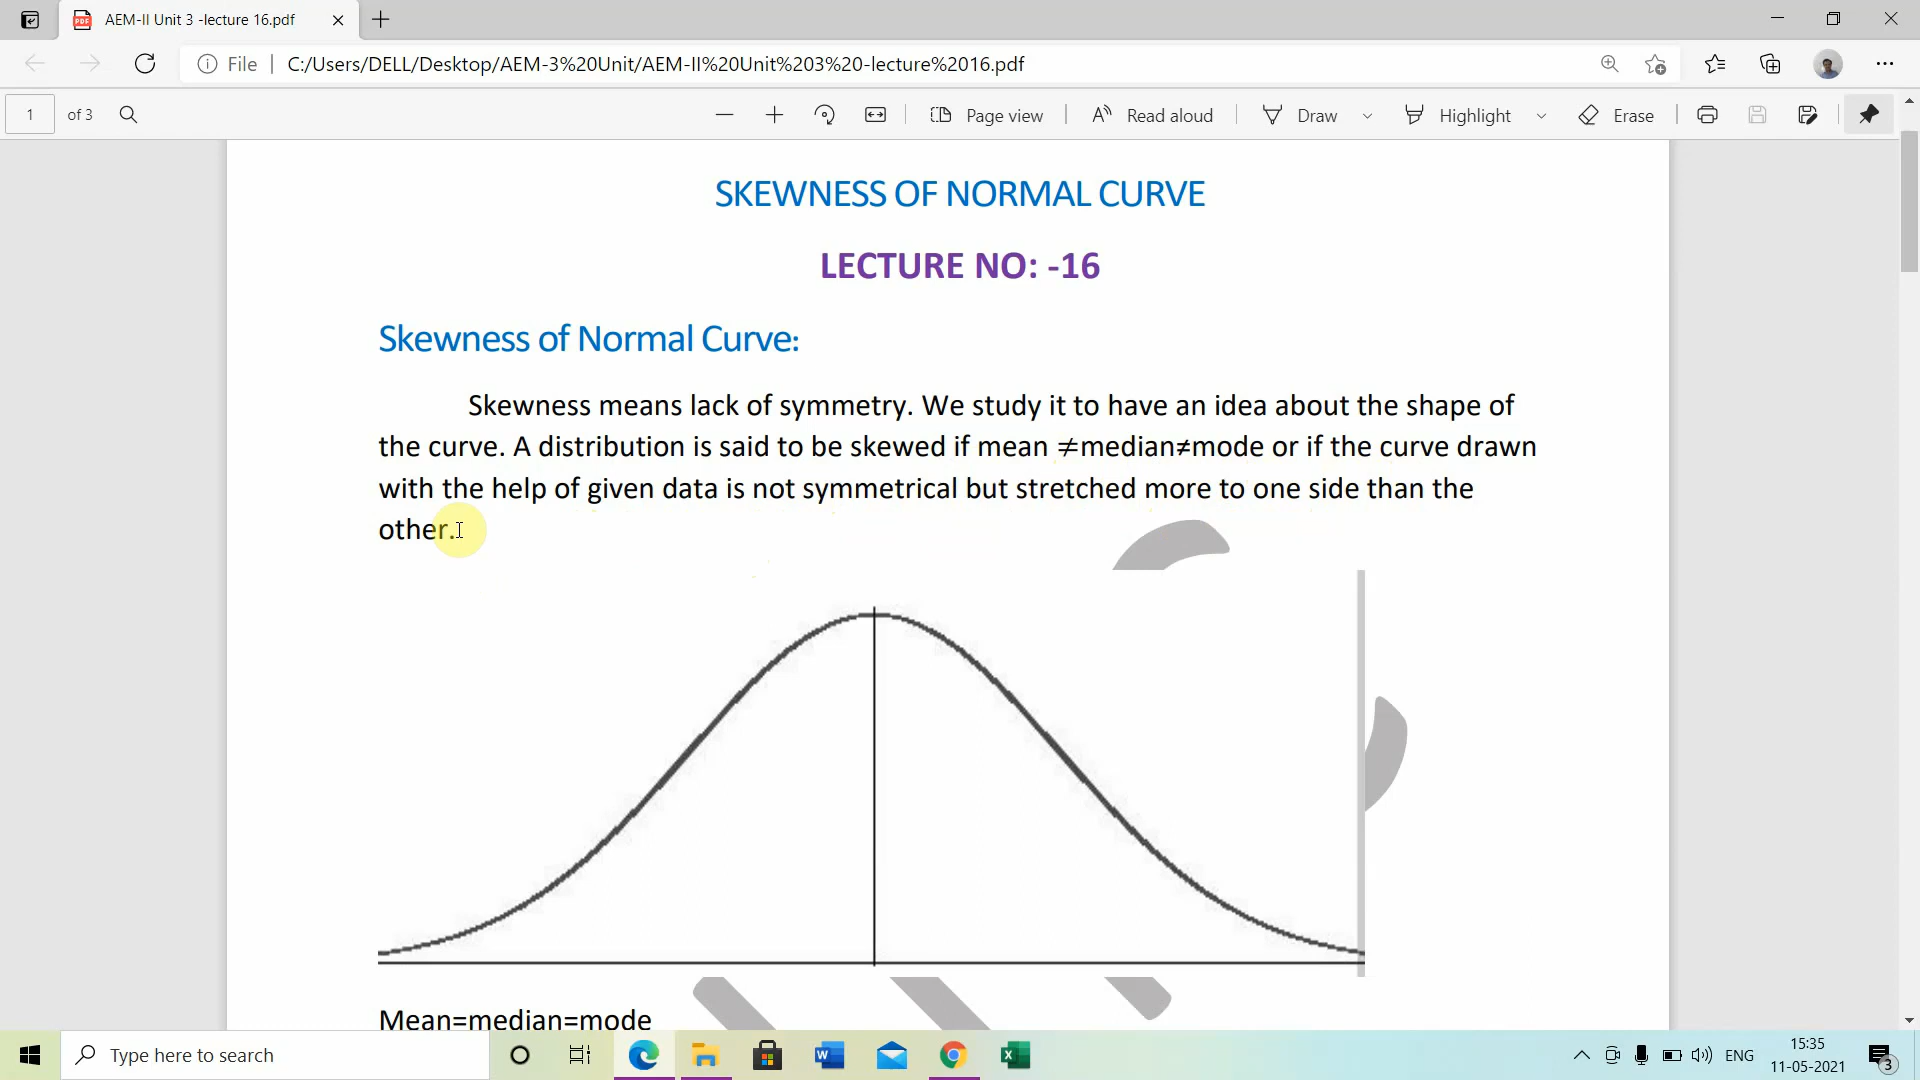 AEM-II Unit 3 -lecture 16.pdf
File | C:/Users/DELL/Desktop/AEM-3%20Unit/AEM-II%20Unit%203%20-lecture%2016.pdf
1 of 3 Page view Read aloud Draw Highlight Erase
SKEWNESS OF NORMAL CURVE
LECTURE NO: -16
Skewness of Normal Curve:
Skewness means lack of symmetry. We study it to have an idea about the shape of
the curve. A distribution is said to be skewed if mean ≠median≠mode or if the curve drawn
with the help of given data is not symmetrical but stretched more to one side than the
other.
Mean=median=mode
Type here to search
ENG
15:35
11-05-2021
3